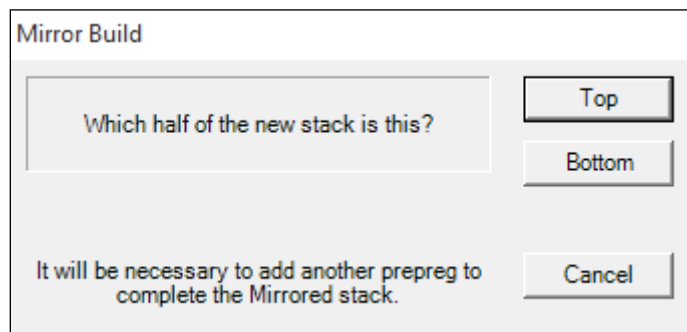 Mirror Build
Which half of the new stack is this?
Top
Bottom
It will be necessary to add another prepreg to
complete the Mirrored stack.
Cancel